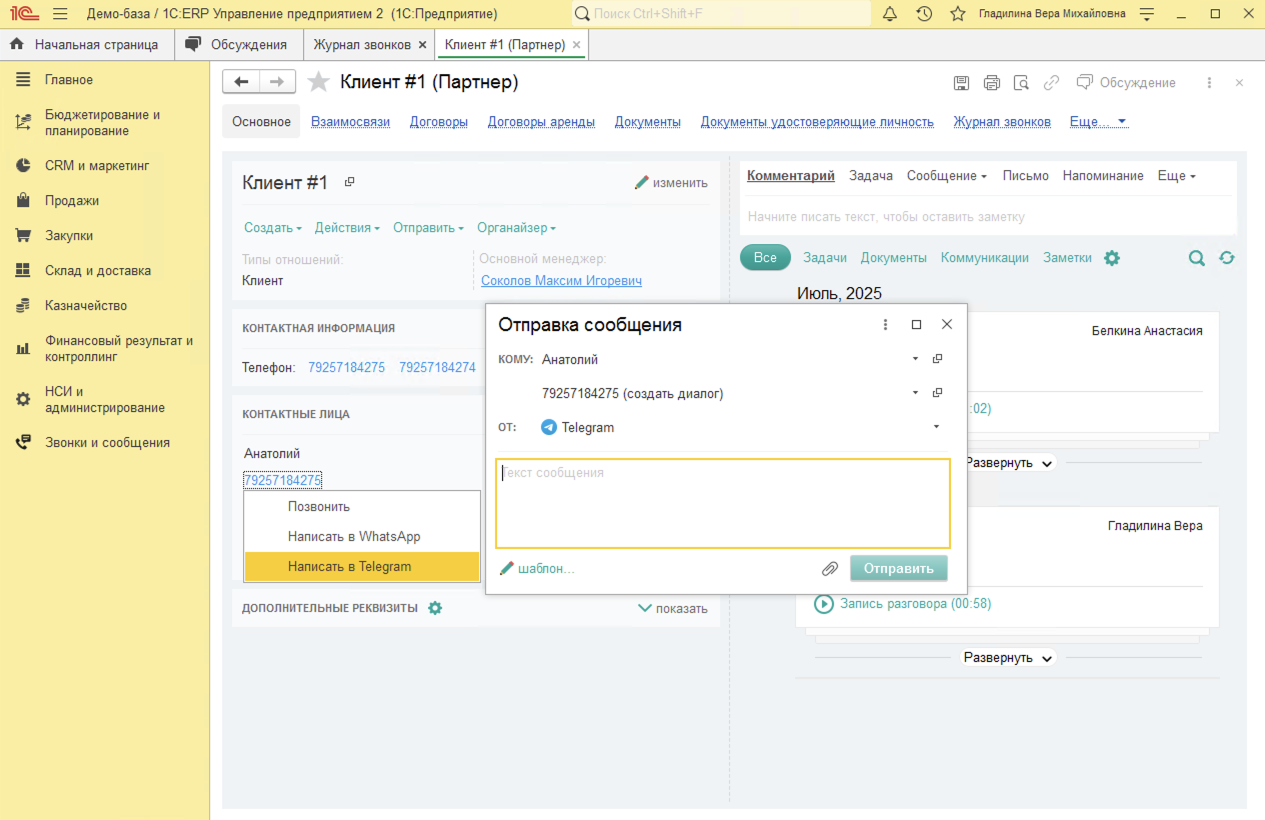 Демо-база / 1С:ERP Управление предприятием 2 (1С:Предприятие)
Поиск Ctrl+Shift+F
Гладилина Вера Михайловна
Начальная страница
Обсуждения
Журнал звонков
Клиент #1 (Партнер)
Главное
Бюджетирование и
планирование
CRM и маркетинг
Продажи
Закупки
Склад и доставка
Казначейство
Финансовый результат и
контроллинг
НСИ и
администрирование
Звонки и сообщения
Клиент #1 (Партнер)
Обсуждение
Основное
Взаимосвязи
Договоры
Договоры аренды
Документы
Документы удостоверяющие личность
Журнал звонков
Еще...
Клиент #1
изменить
Создать
Действия
Отправить
Органайзер
Типы отношений:
Клиент
Основной менеджер:
Соколов Максим Игоревич
КОНТАКТНАЯ ИНФОРМАЦИЯ
Телефон: 79257184275 79257184274
КОНТАКТНЫЕ ЛИЦА
Анатолий
79257184275
Позвонить
Написать в WhatsApp
Написать в Telegram
ДОПОЛНИТЕЛЬНЫЕ РЕКВИЗИТЫ
показать
Комментарий
Задача
Сообщение
Письмо
Напоминание
Еще
Начните писать текст, чтобы оставить заметку
Все
Задачи
Документы
Коммуникации
Заметки
Июль, 2025
Белкина Анастасия
:02)
Развернуть
Гладилина Вера
Запись разговора (00:58)
Развернуть
Отправка сообщения
КОМУ: Анатолий
79257184275 (создать диалог)
ОТ: Telegram
Текст сообщения
шаблон...
Отправить